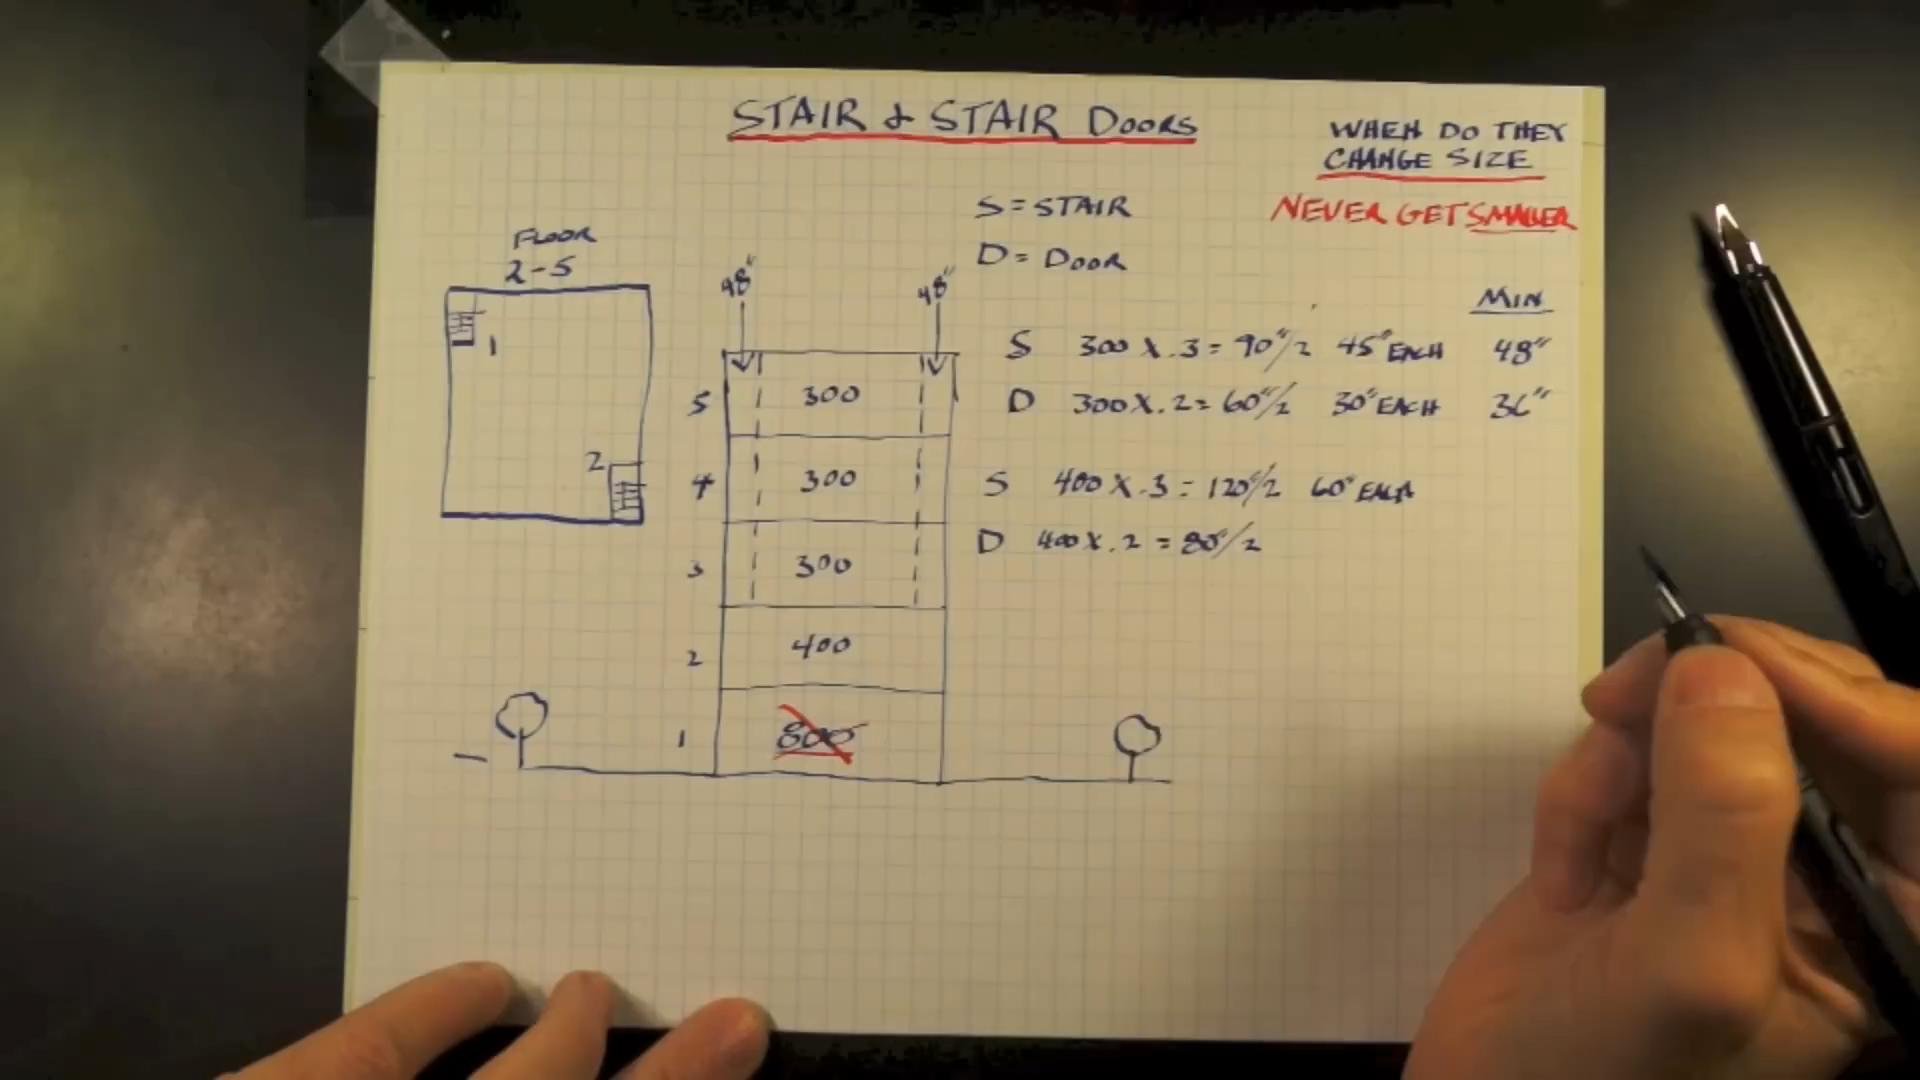 STAIR & STAIR DOORS
WHEN DO THEY
CHANGE SIZE
NEVER GET SMALLER
S = STAIR
D = DOOR
FLOOR
2-5
1
2
48"
48"
MIN
S 300 X .3 = 90"/2 45" EACH 48"
D 300 X .2 = 60"/2 30" EACH 36"
S 400 X .3 = 120"/2 60" EACH
D 400 X .2 = 80"/2
5 300
4 300
3 300
2 400
1 800